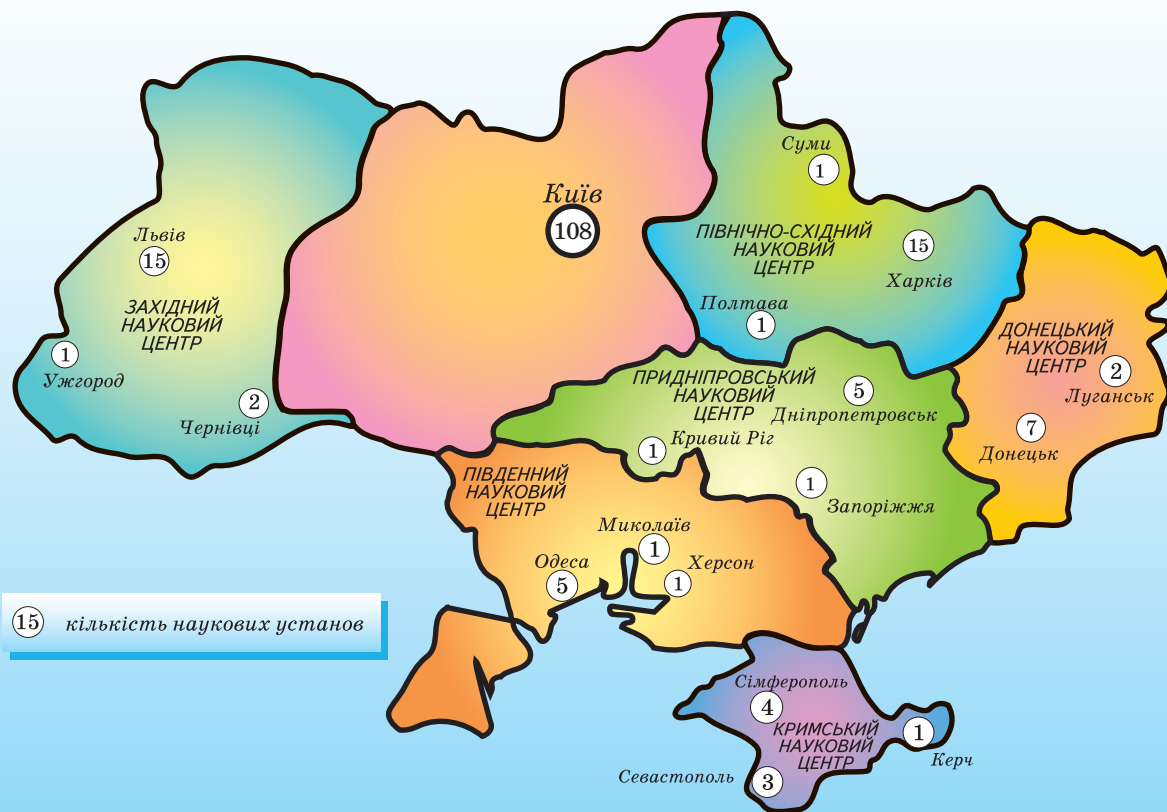 Суми
1
Київ
108
ПІВНІЧНО-СХІДНИЙ
НАУКОВИЙ
ЦЕНТР
15
Харків
Полтава
1
Львів
15
ЗАХІДНИЙ
НАУКОВИЙ
ЦЕНТР
1
Ужгород
2
Чернівці
ДОНЕЦЬКИЙ
НАУКОВИЙ
ЦЕНТР
2
Луганськ
7
Донецьк
ПРИДНІПРОВСЬКИЙ
НАУКОВИЙ
ЦЕНТР
5
Дніпропетровськ
1
Кривий Ріг
1
Запоріжжя
ПІВДЕННИЙ
НАУКОВИЙ
ЦЕНТР
Миколаїв
1
Одеса
5
Херсон
1
15 кількість наукових установ
Сімферополь
4
КРИМСЬКИЙ
НАУКОВИЙ
ЦЕНТР
1
Керч
Севастополь
3